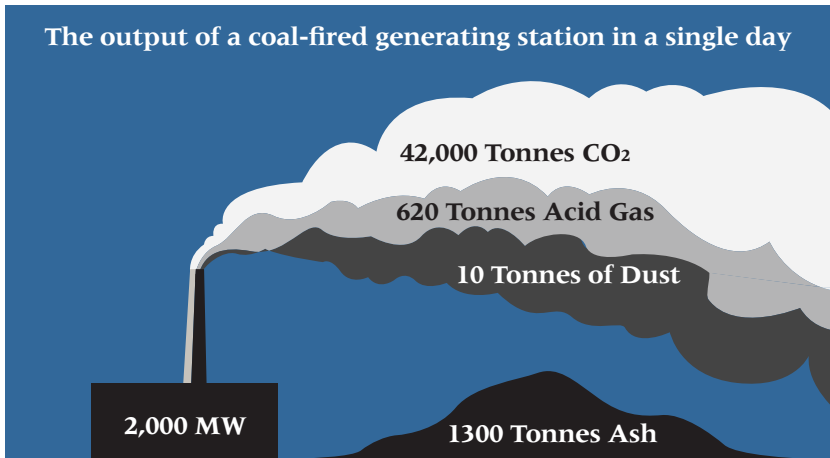 The output of a coal-fired generating station in a single day
42,000 Tonnes CO₂
620 Tonnes Acid Gas
10 Tonnes of Dust
2,000 MW
1300 Tonnes Ash